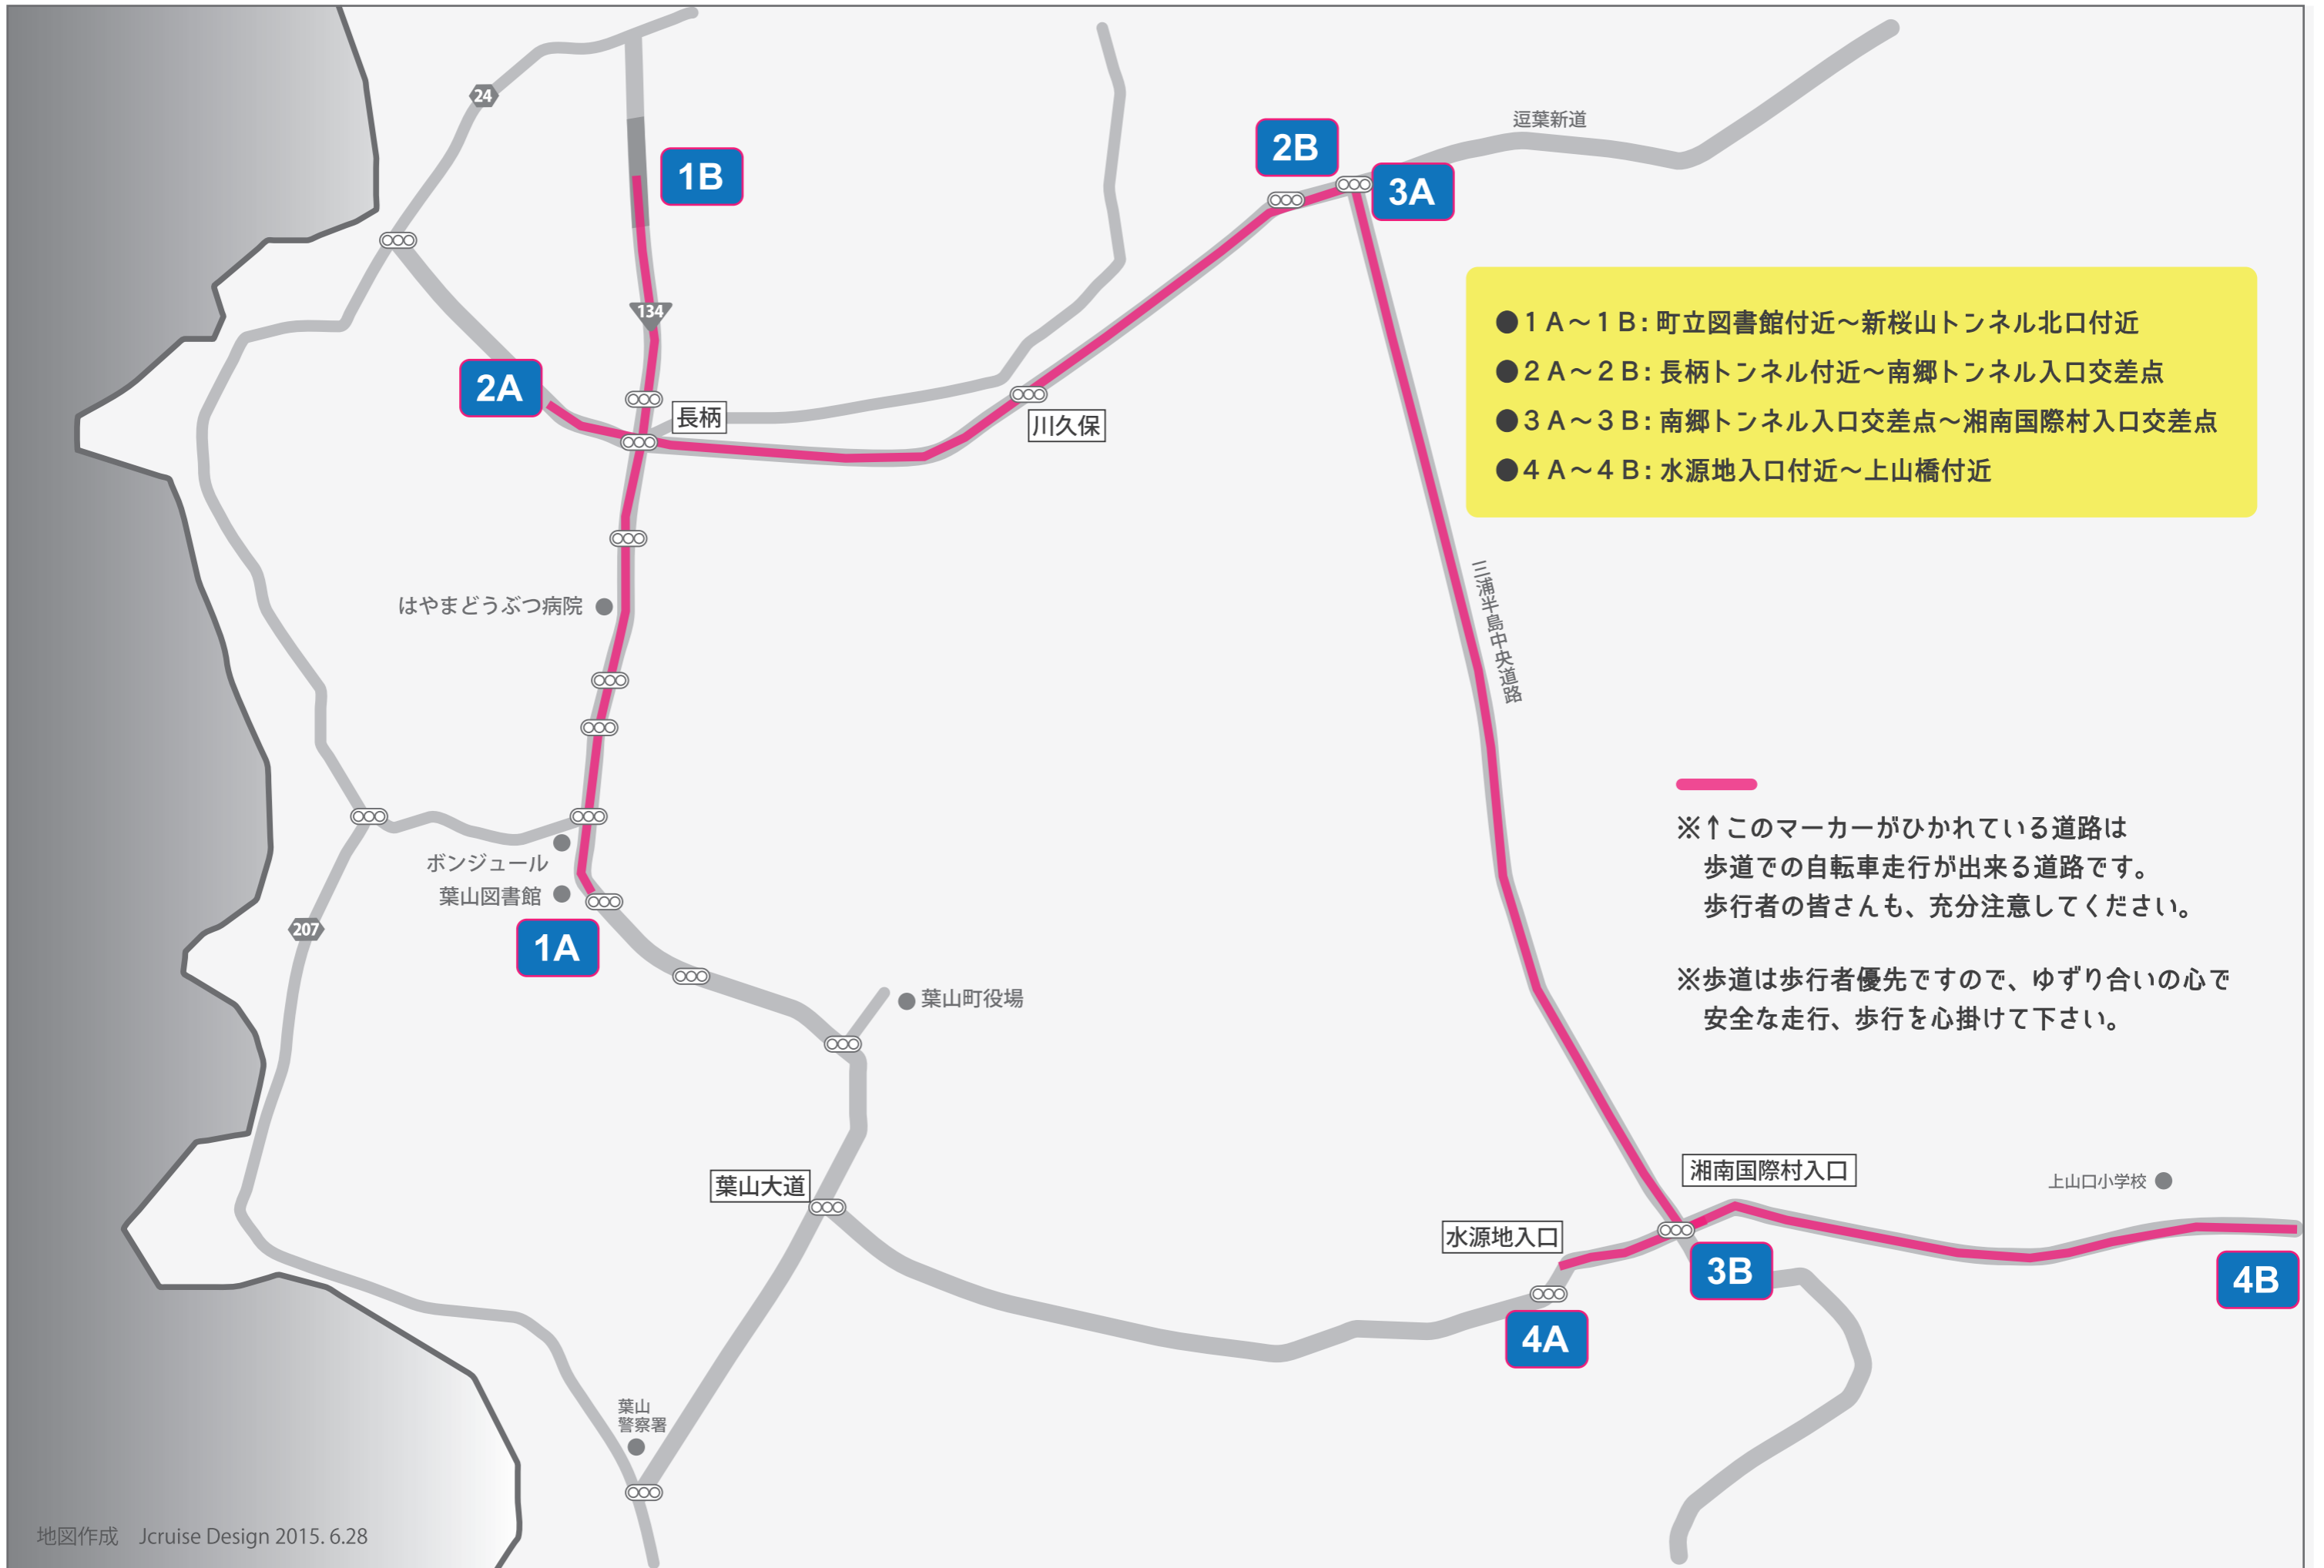 24
1B
2B
3A
逗葉新道
134
2A
長柄
川久保
●1A～1B：町立図書館付近～新桜山トンネル北口付近
●2A～2B：長柄トンネル付近～南郷トンネル入口交差点
●3A～3B：南郷トンネル入口交差点～湘南国際村入口交差点
●4A～4B：水源地入口付近～上山橋付近
はやまどうぶつ病院
三浦半島中央道路
ボンジュール
葉山図書館
207
1A
※↑このマーカーがひかれている道路は
歩道での自転車走行が出来る道路です。
歩行者の皆さんも、充分注意してください。
※歩道は歩行者優先ですので、ゆずり合いの心で
安全な走行、歩行を心掛けて下さい。
葉山町役場
葉山大道
湘南国際村入口
上山口小学校
水源地入口
3B
4B
4A
葉山
警察署
地図作成 Jcruise Design 2015. 6.28